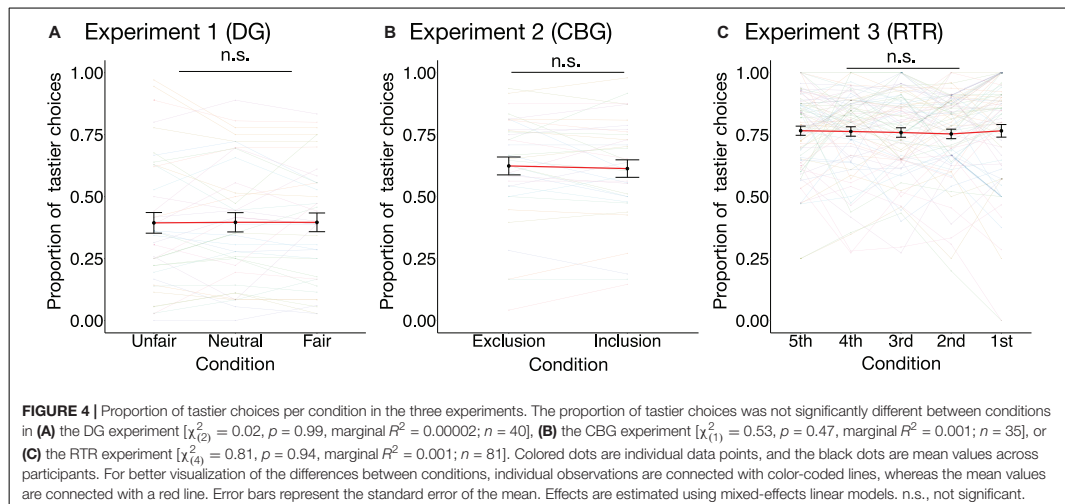 A Experiment 1 (DG)
n.s.
Proportion of tastier choices
1.00
0.75
0.50
0.25
0.00
Unfair Neutral Fair
Condition
B Experiment 2 (CBG)
n.s.
Proportion of tastier choices
1.00
0.75
0.50
0.25
0.00
Exclusion Inclusion
Condition
C Experiment 3 (RTR)
n.s.
Proportion of tastier choices
1.00
0.75
0.50
0.25
0.00
5th 4th 3rd 2nd 1st
Condition
FIGURE 4 | Proportion of tastier choices per condition in the three experiments. The proportion of tastier choices was not significantly different between conditions
in (A) the DG experiment [χ²(2) = 0.02, p = 0.99, marginal R² = 0.00002; n = 40], (B) the CBG experiment [χ²(1) = 0.53, p = 0.47, marginal R² = 0.001; n = 35], or
(C) the RTR experiment [χ²(4) = 0.81, p = 0.94, marginal R² = 0.001; n = 81]. Colored dots are individual data points, and the black dots are mean values across
participants. For better visualization of the differences between conditions, individual observations are connected with color-coded lines, whereas the mean values
are connected with a red line. Error bars represent the standard error of the mean. Effects are estimated using mixed-effects linear models. n.s., not significant.